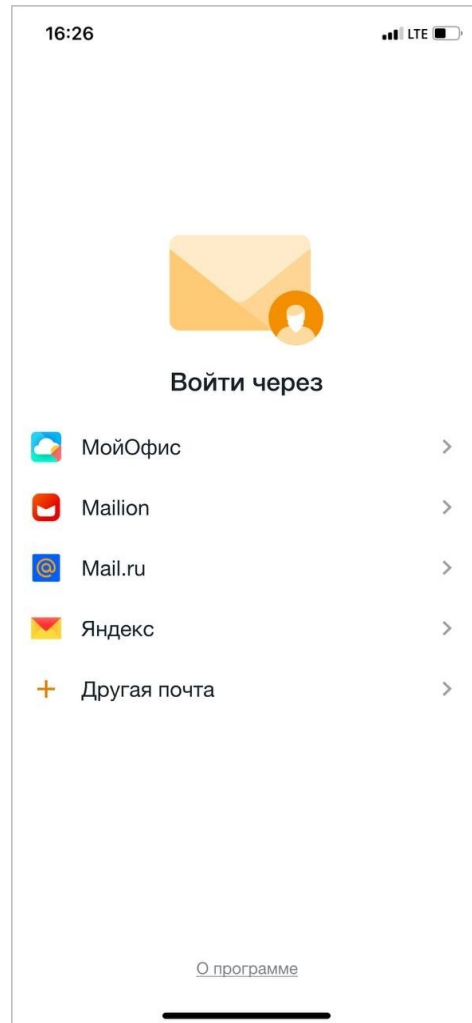 16:26 LTE
Войти через
МойОфис
Mailion
Mail.ru
Яндекс
Другая почта
О программе